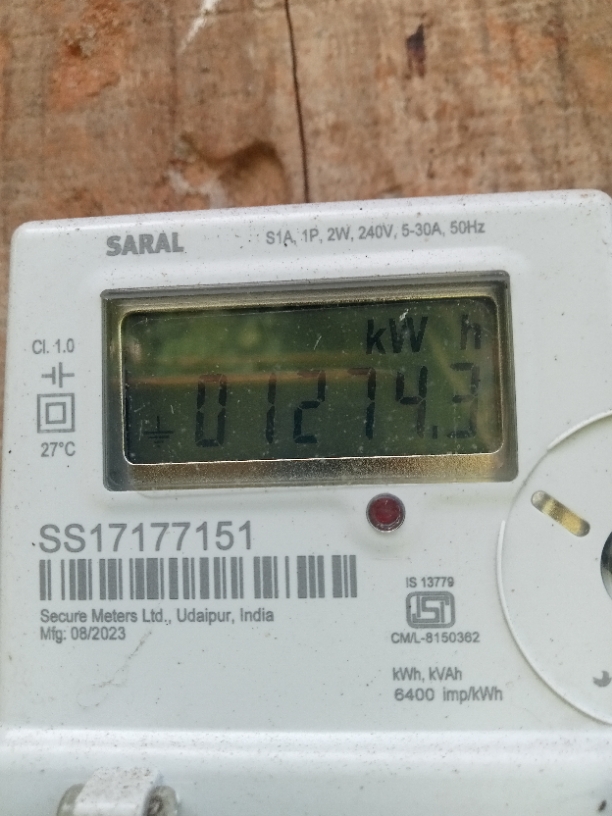 SARAL S1A, 1P, 2W, 240V, 5-30A, 50Hz
Cl. 1.0
kW h
01274.3
27°C
SS17177151
Secure Meters Ltd., Udaipur, India
Mfg: 08/2023
IS 13779
ISI
CM/L-8150362
kWh, kVAh
6400 imp/kWh